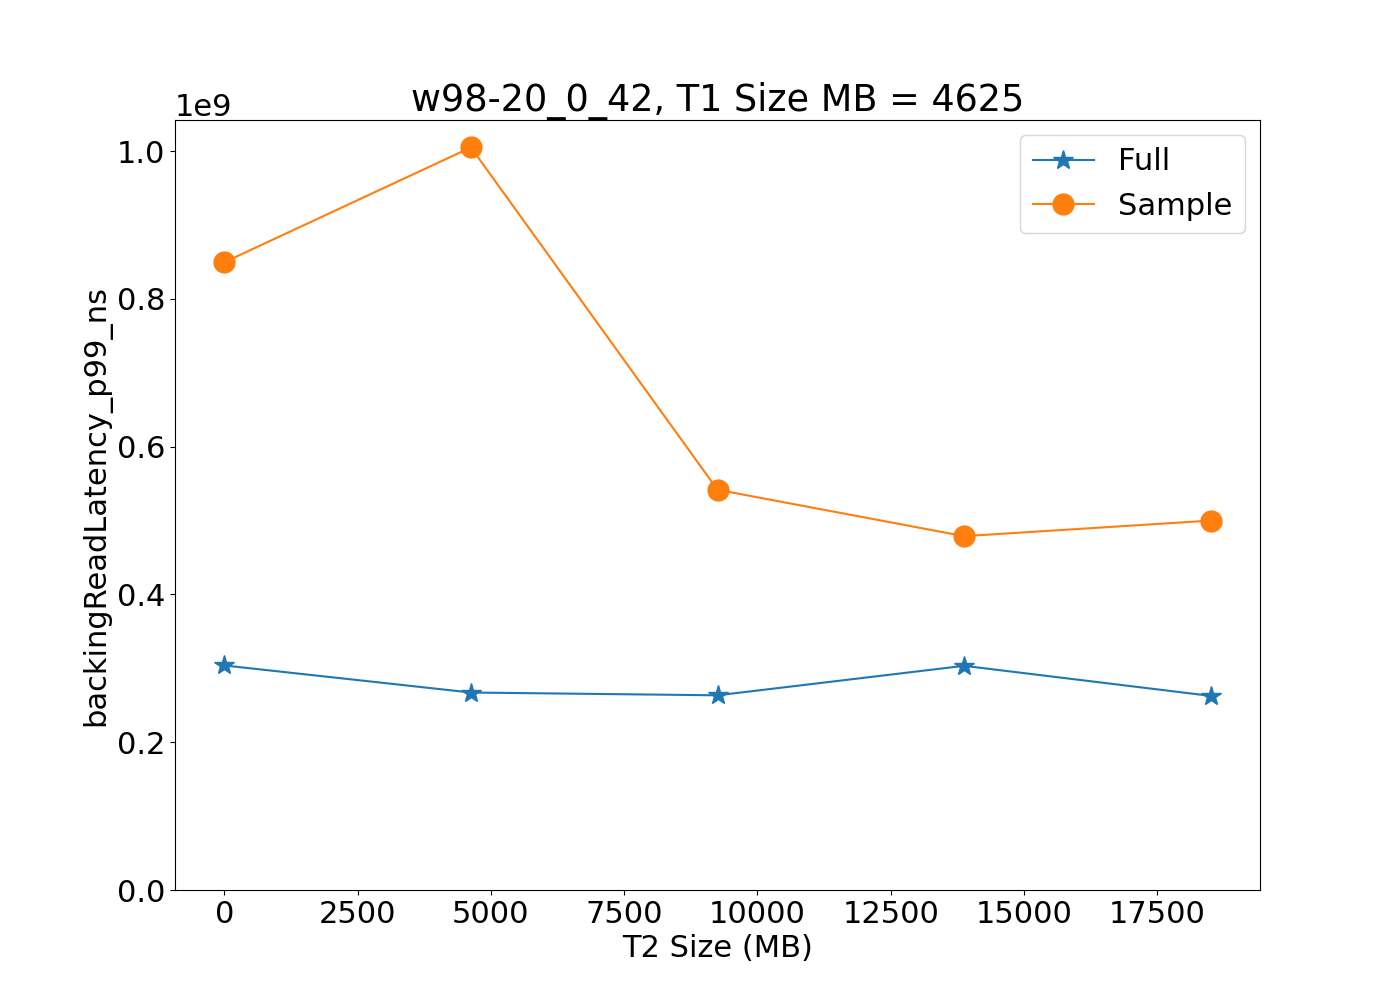 w98-20_0_42, T1 Size MB = 4625
1e9
Full
Sample
1.0
0.8
0.6
0.4
0.2
0.0
backingReadLatency_p99_ns
0 2500 5000 7500 10000 12500 15000 17500
T2 Size (MB)